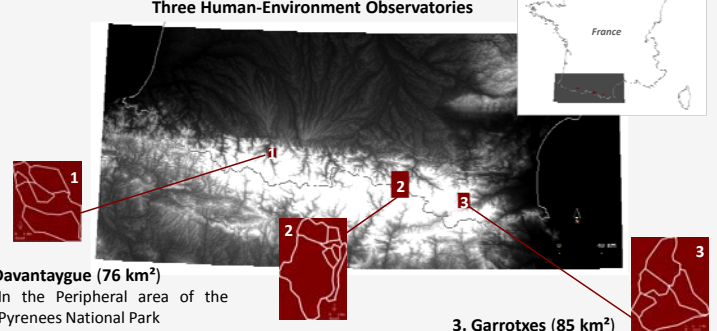 Three Human-Environment Observatories
France
1
1
2
3
2
3
Davantaygue (76 km²)
In the Peripheral area of the
Pyrenees National Park
3. Garrotxes (85 km²)